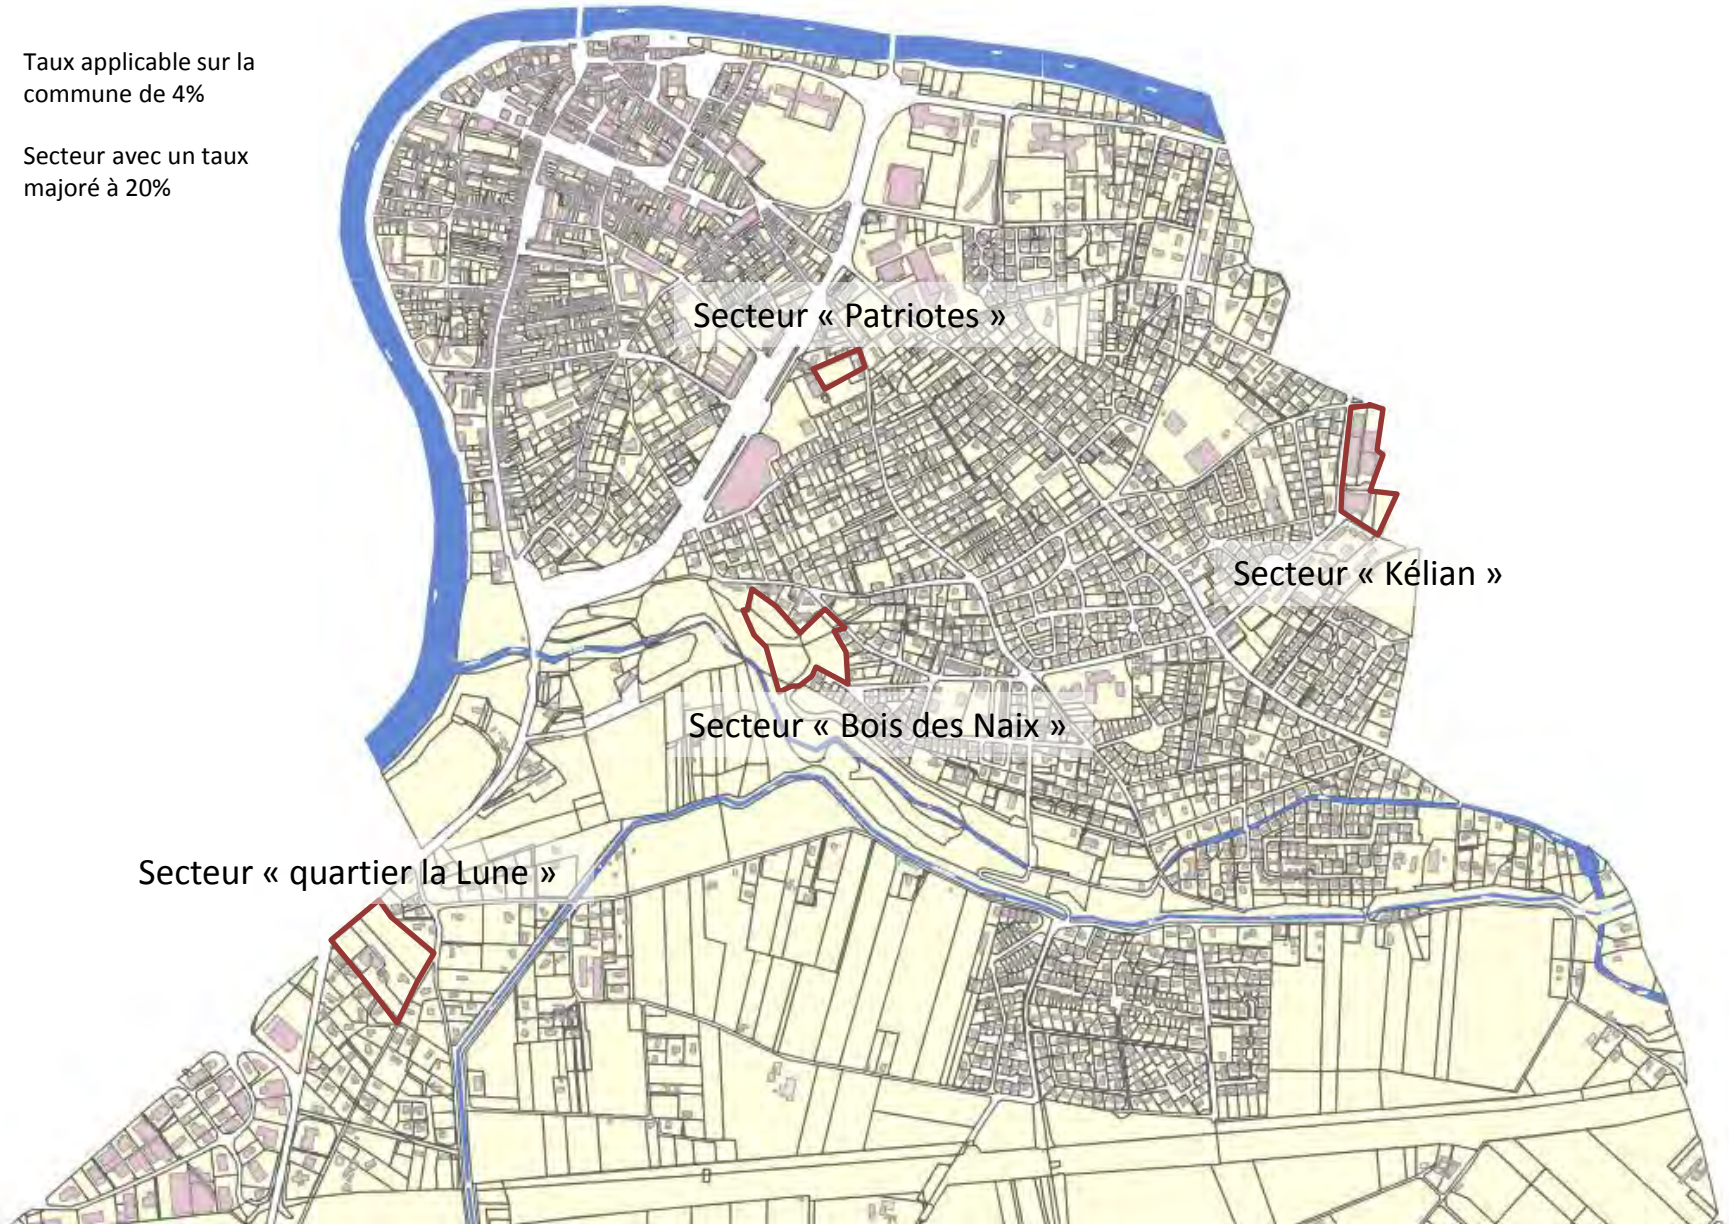 Taux applicable sur la
commune de 4%
Secteur avec un taux
majoré à 20%
Secteur « Patriotes »
Secteur « Kélian »
Secteur « Bois des Naix »
Secteur « quartier la Lune »